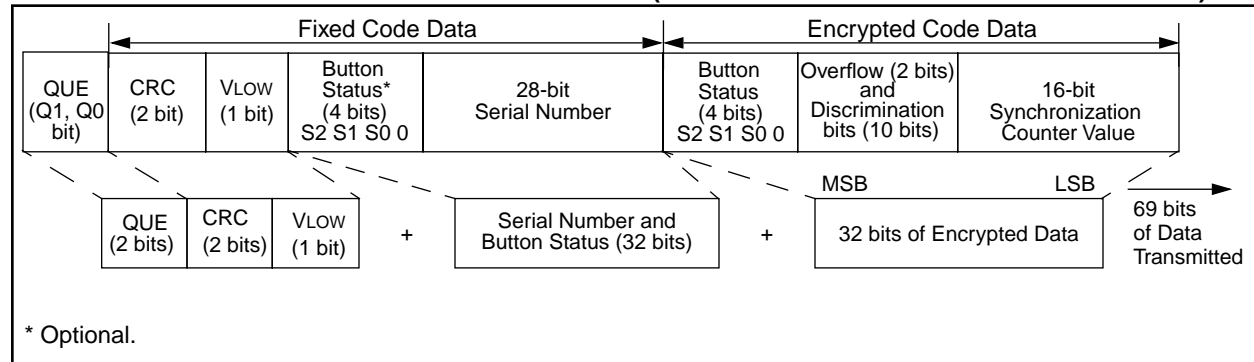 Fixed Code Data
Encrypted Code Data
QUE
(Q1, Q0
bit)
CRC
(2 bit)
VLOW
(1 bit)
Button
Status*
(4 bits)
S2 S1 S0 0
28-bit
Serial Number
Button
Status
(4 bits)
S2 S1 S0 0
Overflow (2 bits)
and
Discrimination
bits (10 bits)
16-bit
Synchronization
Counter Value
MSB
LSB
QUE
(2 bits)
CRC
(2 bits)
VLOW
(1 bit)
+
Serial Number and
Button Status (32 bits)
+
32 bits of Encrypted Data
69 bits
of Data
Transmitted
* Optional.